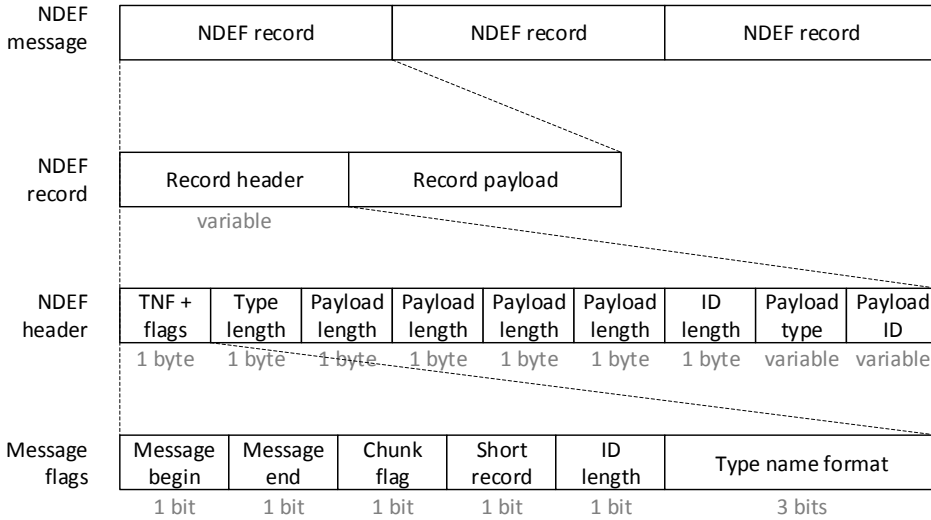 NDEF
message
NDEF record
NDEF record
NDEF record
NDEF
record
Record header
Record payload
variable
NDEF
header
TNF +
flags
Type
length
Payload
length
Payload
length
Payload
length
Payload
length
ID
length
Payload
type
Payload
ID
1 byte
1 byte
1 byte
1 byte
1 byte
1 byte
1 byte
variable
variable
Message
flags
Message
begin
Message
end
Chunk
flag
Short
record
ID
length
Type name format
1 bit
1 bit
1 bit
1 bit
1 bit
3 bits